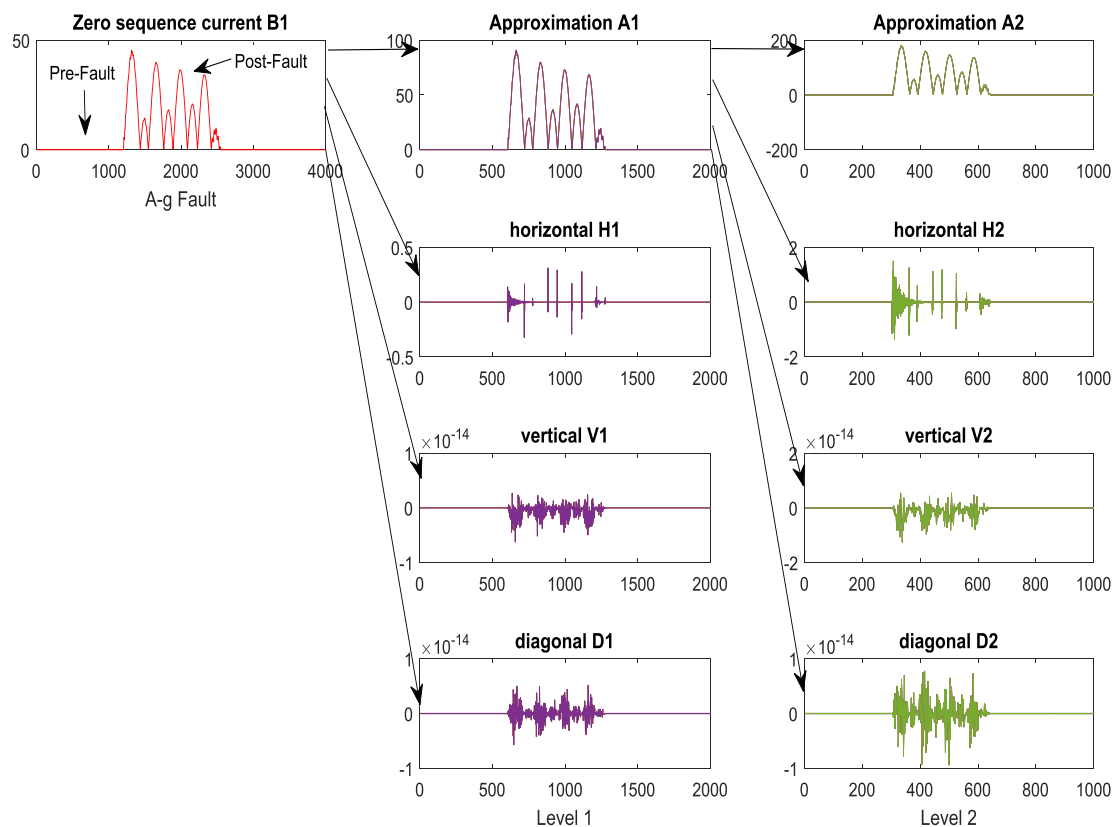 Zero sequence current B1
50
0
0 1000 2000 3000 4000
Pre-Fault
Post-Fault
A-g Fault
Approximation A1
100
50
0
0 500 1000 1500 2000
Approximation A2
200
0
-200
0 200 400 600 800 1000
horizontal H1
0.5
0
-0.5
0 500 1000 1500 2000
horizontal H2
2
0
-2
0 200 400 600 800 1000
vertical V1
×10⁻¹⁴
1
0
-1
0 500 1000 1500 2000
vertical V2
×10⁻¹⁴
2
0
-2
0 200 400 600 800 1000
diagonal D1
×10⁻¹⁴
1
0
-1
0 500 1000 1500 2000
Level 1
diagonal D2
×10⁻¹⁴
1
0
-1
0 200 400 600 800 1000
Level 2